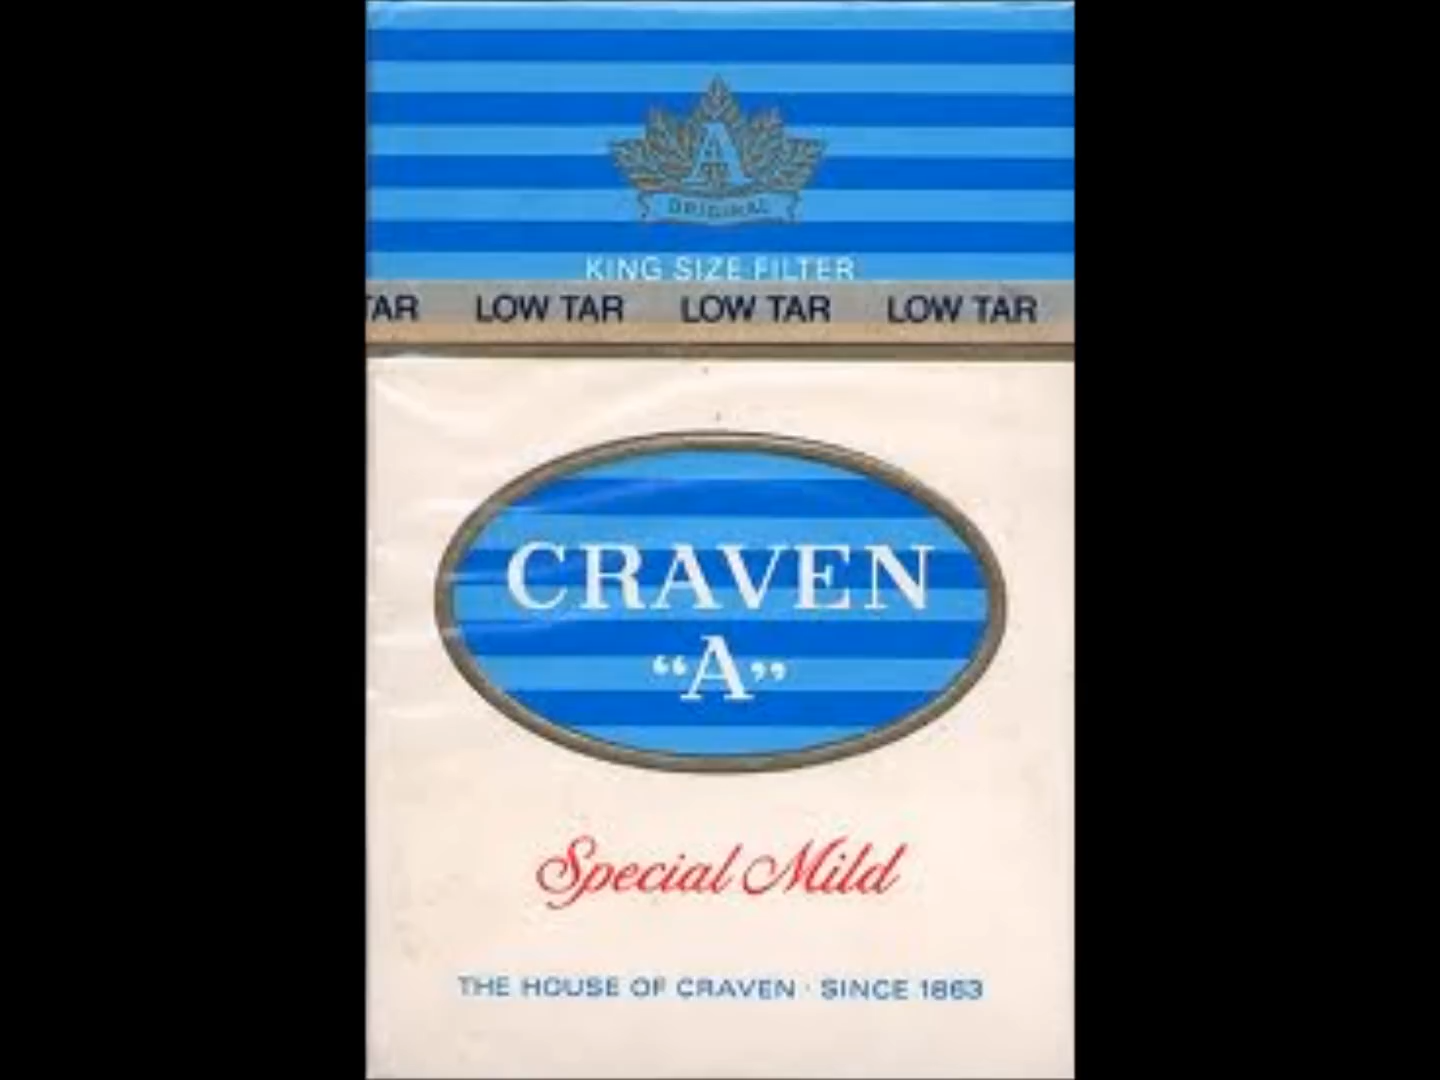 A
ORIGINAL
KING SIZE FILTER
TAR LOW TAR LOW TAR LOW TAR
CRAVEN
“A”
Special Mild
THE HOUSE OF CRAVEN · SINCE 1863